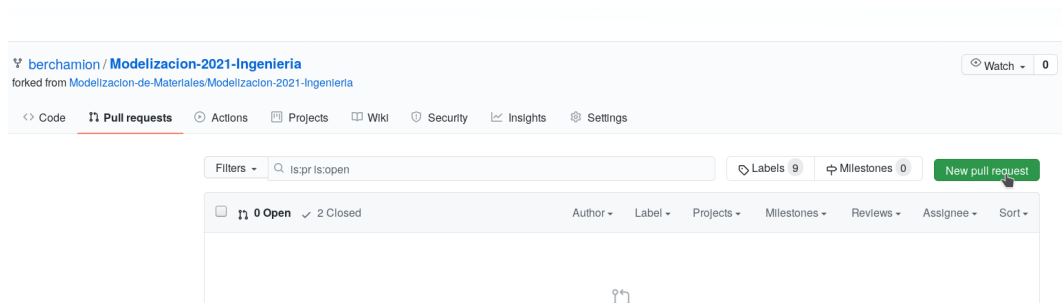 berchamion / Modelizacion-2021-Ingenieria
Watch 0
forked from Modelizacion-de-Materiales/Modelizacion-2021-Ingenieria
<> Code Pull requests Actions Projects Wiki Security Insights Settings
Filters is:pr is:open Labels 9 Milestones 0 New pull request
0 Open 2 Closed Author Label Projects Milestones Reviews Assignee Sort